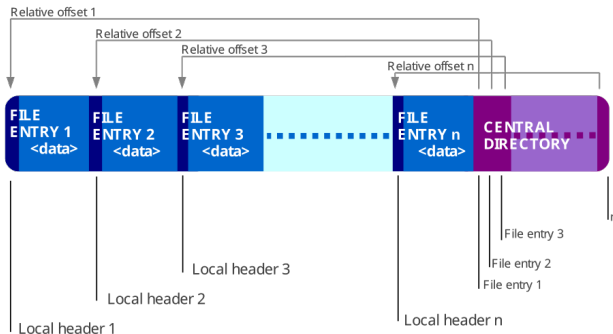 Relative offset 1
Relative offset 2
Relative offset 3
Relative offset n
FILE
ENTRY 1
<data>
FILE
ENTRY 2
<data>
FILE
ENTRY 3
<data>
FILE
ENTRY n
<data>
CENTRAL
DIRECTORY
File entry 3
File entry 2
File entry 1
Local header 3
Local header 2
Local header n
Local header 1